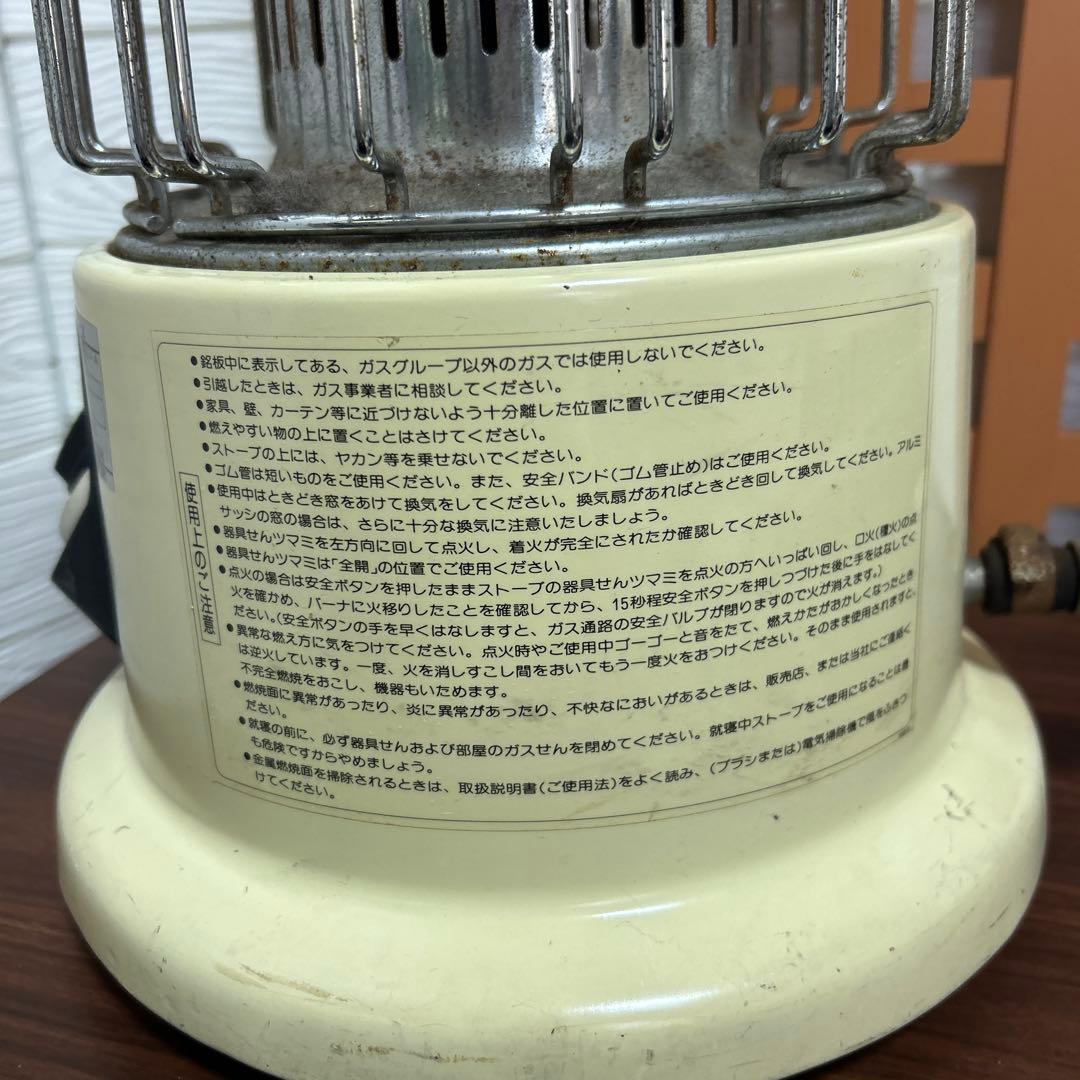 使用上のご注意
●銘板中に表示してある、ガスグループ以外のガスでは使用しないでください。
●引越したときは、ガス事業者に相談してください。
●家具、壁、カーテン等に近づけないよう十分離した位置に置いてご使用ください。
●燃えやすい物の上に置くことはさけてください。
●ストーブの上には、ヤカン等を乗せないでください。
●ゴム管は短いものをご使用ください。また、安全バンド(ゴム管止め)はご使用ください。
●使用中はときどき窓をあけて換気をしてください。換気扇があればときどき回して換気してください。アルミ
サッシの窓の場合は、さらに十分な換気に注意いたしましょう。
●器具せんツマミを左方向に回して点火し、着火が完全にされたか確認してください。
●器具せんツマミは「全開」の位置でご使用ください。
●点火の場合は安全ボタンを押したままストーブの器具せんツマミを点火の方へいっぱい回し、口火(種火)の点
火を確かめ、バーナに火移りしたことを確認してから、15秒程安全ボタンを押しつづけた後に手をはなしてく
ださい。(安全ボタンの手を早くはなしますと、ガス通路の安全バルブが閉りますので火が消えます。)
●異常な燃え方に気をつけてください。点火時やご使用中ゴーゴーと音をたて、燃えかたがおかしくなったとき
は逆火しています。一度、火を消しすこし間をおいてもう一度火をおつけください。そのまま使用されますと、
不完全燃焼をおこし、機器もいためます。
●燃焼面に異常があったり、炎に異常があったり、不快なにおいがあるときは、販売店、または当社にご連絡く
ださい。
●就寝の前に、必ず器具せんおよび部屋のガスせんを閉めてください。就寝中ストーブをご使用になることは最
も危険ですからやめましょう。
●金属燃焼面を掃除されるときは、取扱説明書(ご使用法)をよく読み、(ブラシまたは)電気掃除機で風をふきつ
けてください。